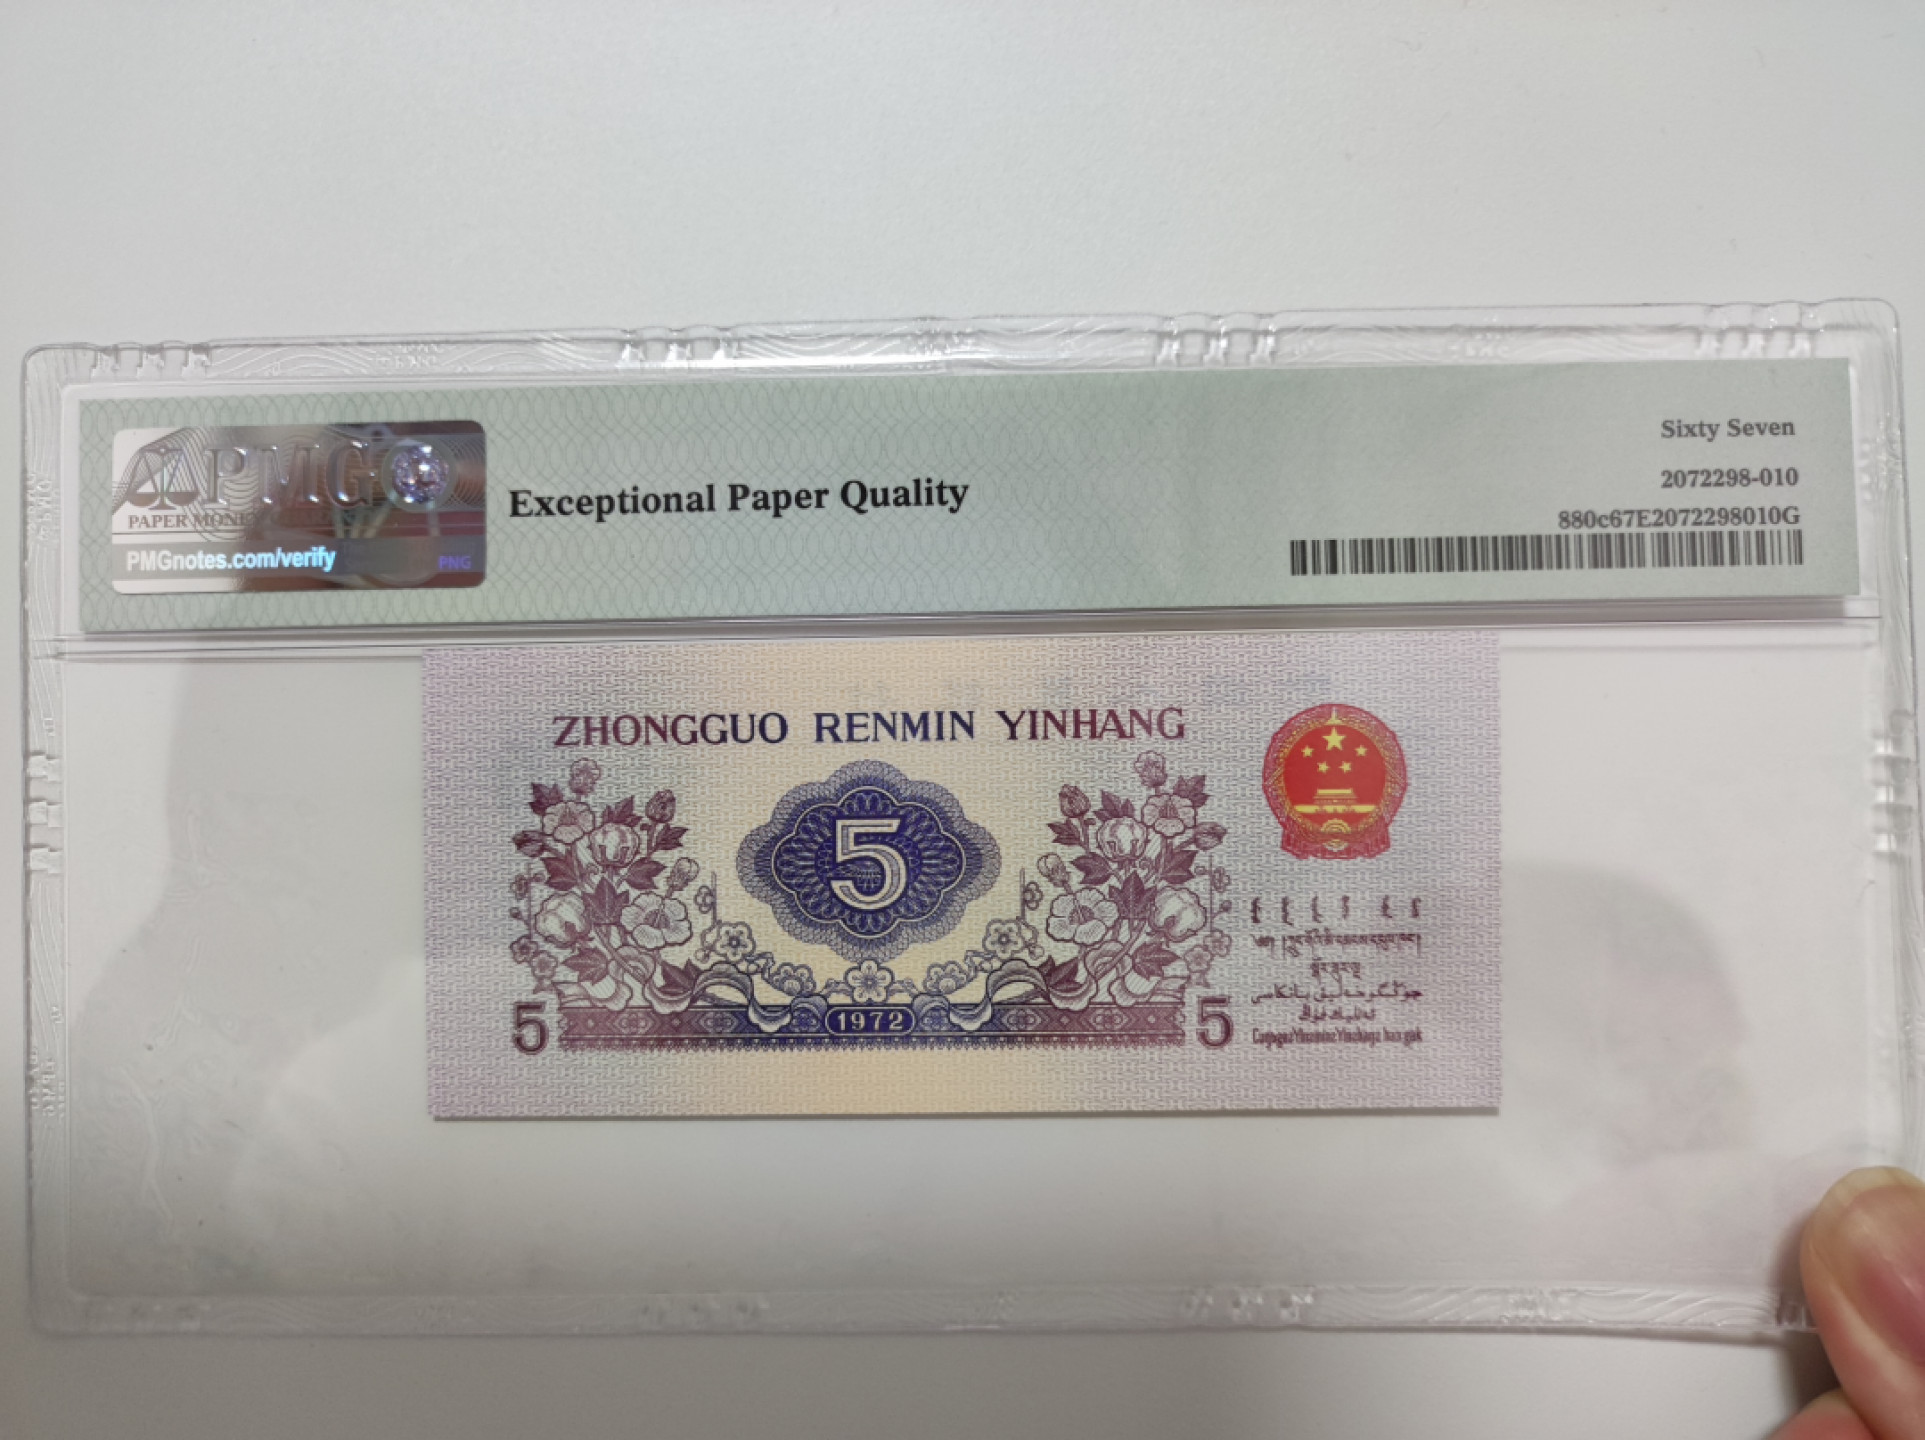 Sixty Seven
2072298-010
880c67E2072298010G
PMG
PAPER MONEY
PMGnotes.com/verify
PNG
Exceptional Paper Quality
ZHONGGUO RENMIN YINHANG
5
1972
5
5